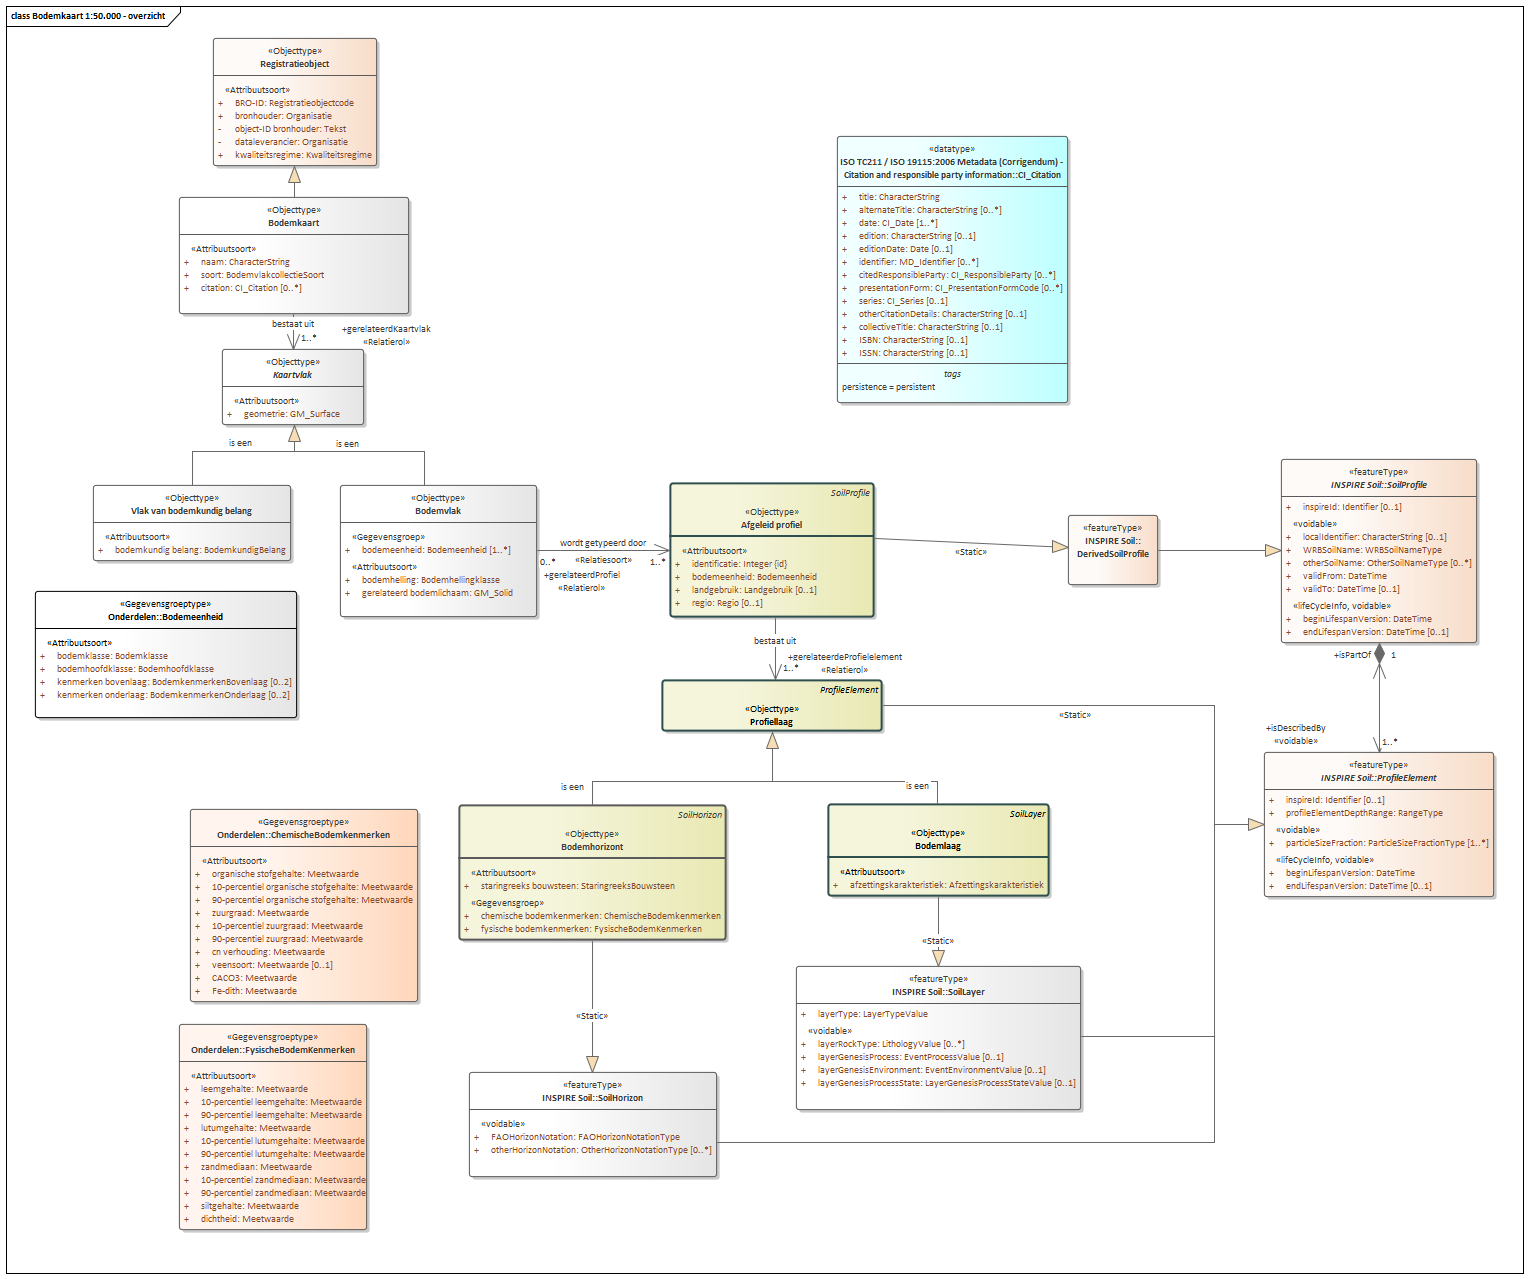 class Bodemkaart 1:50.000 - overzicht
«Objecttype»
Registratieobject
«Attribuutsoort»
+ BRO-ID: Registratieobjectcode
+ bronhouder: Organisatie
- object-ID bronhouder: Tekst
- dataleverancier: Organisatie
+ kwaliteitsregime: Kwaliteitsregime
«Objecttype»
Bodemkaart
«Attribuutsoort»
+ naam: CharacterString
+ soort: BodemvlakcollectieSoort
+ citation: CI_Citation [0..*]
bestaat uit
+gerelateerdKaartvlak
1..*
«Relatierol»
«Objecttype»
Kaartvlak
«Attribuutsoort»
+ geometrie: GM_Surface
is een
is een
«datatype»
ISO TC211 / ISO 19115:2006 Metadata (Corrigendum) -
Citation and responsible party information::CI_Citation
+ title: CharacterString
+ alternateTitle: CharacterString [0..*]
+ date: CI_Date [1..*]
+ edition: CharacterString [0..1]
+ editionDate: Date [0..1]
+ identifier: MD_Identifier [0..*]
+ citedResponsibleParty: CI_ResponsibleParty [0..*]
+ presentationForm: CI_PresentationFormCode [0..*]
+ series: CI_Series [0..1]
+ otherCitationDetails: CharacterString [0..1]
+ collectiveTitle: CharacterString [0..1]
+ ISBN: CharacterString [0..1]
+ ISSN: CharacterString [0..1]
tags
persistence = persistent
«Objecttype»
Vlak van bodemkundig belang
«Attribuutsoort»
+ bodemkundig belang: BodemkundigBelang
«Objecttype»
Bodemvlak
«Gegevensgroep»
+ bodemeenheid: Bodemeenheid [1..*]
«Attribuutsoort»
+ bodemhelling: Bodemhellingklasse
+ gerelateerd bodemlichaam: GM_Solid
wordt getypeerd door
0..*
«Relatiesoort»
1..*
+gerelateerdProfiel
«Relatierol»
SoilProfile
«Objecttype»
Afgeleid profiel
«Attribuutsoort»
+ identificatie: Integer {id}
+ bodemeenheid: Bodemeenheid
+ landgebruik: Landgebruik [0..1]
+ regio: Regio [0..1]
«Static»
«featureType»
INSPIRE Soil::
DerivedSoilProfile
«featureType»
INSPIRE Soil::SoilProfile
+ inspireId: Identifier [0..1]
«voidable»
+ localIdentifier: CharacterString [0..1]
+ WRBSoilName: WRBSoilNameType
+ otherSoilName: OtherSoilNameType [0..*]
+ validFrom: DateTime
+ validTo: DateTime [0..1]
«lifeCycleInfo, voidable»
+ beginLifespanVersion: DateTime
+ endLifespanVersion: DateTime [0..1]
+isPartOf
1
+isDescribedBy
«voidable»
1..*
«Gegevensgroeptype»
Onderdelen::Bodemeenheid
«Attribuutsoort»
+ bodemklasse: Bodemklasse
+ bodemhoofdklasse: Bodemhoofdklasse
+ kenmerken bovenlaag: BodemkenmerkenBovenlaag [0..2]
+ kenmerken onderlaag: BodemkenmerkenOnderlaag [0..2]
bestaat uit
+gerelateerdeProfielelement
1..*
«Relatierol»
ProfileElement
«Objecttype»
Profiellaag
«Static»
is een
is een
«featureType»
INSPIRE Soil::ProfileElement
+ inspireId: Identifier [0..1]
+ profileElementDepthRange: RangeType
«voidable»
+ particleSizeFraction: ParticleSizeFractionType [1..*]
«lifeCycleInfo, voidable»
+ beginLifespanVersion: DateTime
+ endLifespanVersion: DateTime [0..1]
«Gegevensgroeptype»
Onderdelen::ChemischeBodemkenmerken
«Attribuutsoort»
+ organische stofgehalte: Meetwaarde
+ 10-percentiel organische stofgehalte: Meetwaarde
+ 90-percentiel organische stofgehalte: Meetwaarde
+ zuurgraad: Meetwaarde
+ 10-percentiel zuurgraad: Meetwaarde
+ 90-percentiel zuurgraad: Meetwaarde
+ cn verhouding: Meetwaarde
+ veensoort: Meetwaarde [0..1]
+ CACO3: Meetwaarde
+ Fe-dith: Meetwaarde
SoilHorizon
«Objecttype»
Bodemhorizont
«Attribuutsoort»
+ staringreeks bouwsteen: StaringreeksBouwsteen
«Gegevensgroep»
+ chemische bodemkenmerken: ChemischeBodemkenmerken
+ fysische bodemkenmerken: FysischeBodemKenmerken
SoilLayer
«Objecttype»
Bodemlaag
«Attribuutsoort»
+ afzettingskarakteristiek: Afzettingskarakteristiek
«Static»
«featureType»
INSPIRE Soil::SoilLayer
+ layerType: LayerTypeValue
«voidable»
+ layerRockType: LithologyValue [0..*]
+ layerGenesisProcess: EventProcessValue [0..1]
+ layerGenesisEnvironment: EventEnvironmentValue [0..1]
+ layerGenesisProcessState: LayerGenesisProcessStateValue [0..1]
«Static»
«featureType»
INSPIRE Soil::SoilHorizon
«voidable»
+ FAOHorizonNotation: FAOHorizonNotationType
+ otherHorizonNotation: OtherHorizonNotationType [0..*]
«Gegevensgroeptype»
Onderdelen::FysischeBodemKenmerken
«Attribuutsoort»
+ leemgehalte: Meetwaarde
+ 10-percentiel leemgehalte: Meetwaarde
+ 90-percentiel leemgehalte: Meetwaarde
+ lutumgehalte: Meetwaarde
+ 10-percentiel lutumgehalte: Meetwaarde
+ 90-percentiel lutumgehalte: Meetwaarde
+ zandmediaan: Meetwaarde
+ 10-percentiel zandmediaan: Meetwaarde
+ 90-percentiel zandmediaan: Meetwaarde
+ siltgehalte: Meetwaarde
+ dichtheid: Meetwaarde